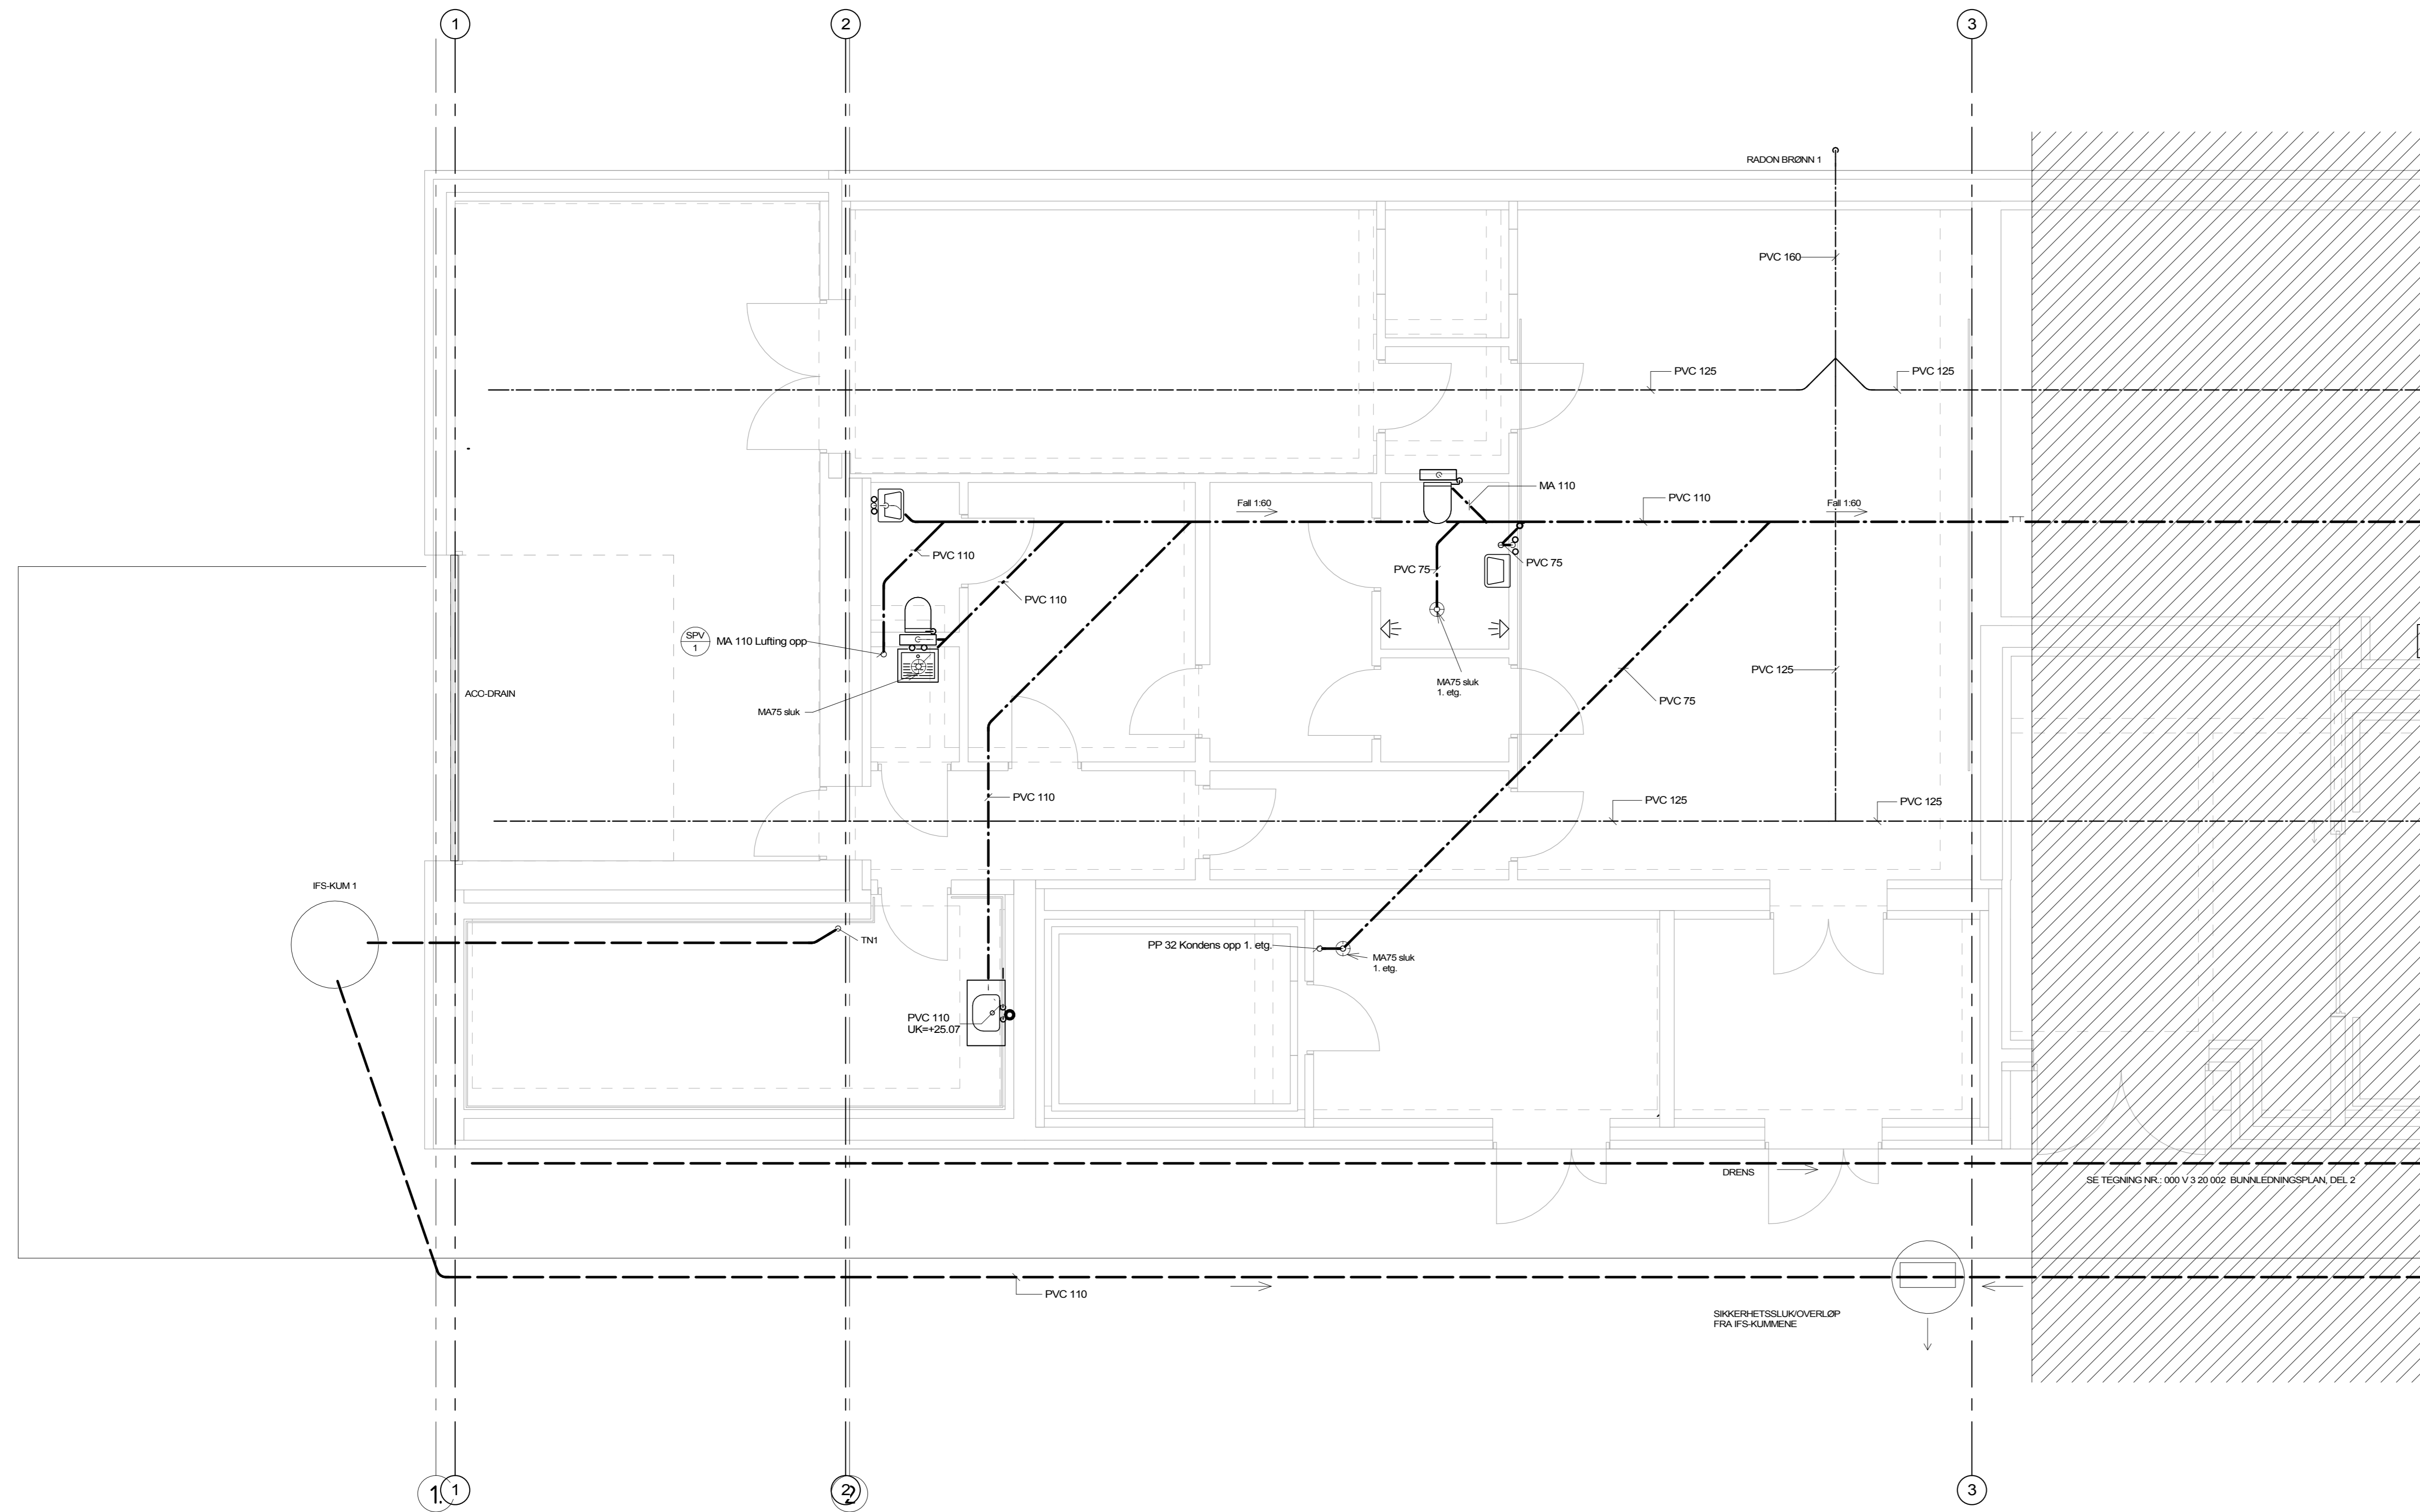 1
2
3
RADON BRØNN 1
PVC 160
PVC 125
PVC 125
MA 110
PVC 110
Fall 1:60
Fall 1:60
TT
PVC 110
PVC 75
PVC 75
PVC 110
SPV
1
MA 110 Lufting opp
PVC 125
MA75 sluk
1. etg.
ACO-DRAIN
PVC 75
MA75 sluk
PVC 110
PVC 125
PVC 125
IFS-KUM 1
TN1
PP 32 Kondens opp 1. etg.
MA75 sluk
1. etg.
PVC 110
UK=+25.07
DRENS
SE TEGNING NR.: 000 V 3 20 002 BUNNLEDNINGSPLAN, DEL 2
PVC 110
SIKKERHETSSLUK/OVERLØP
FRA IFS-KUMMENE
1.
1
2
2
3